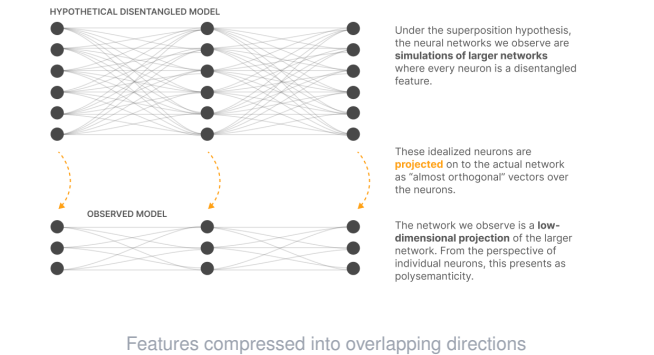 HYPOTHETICAL DISENTANGLED MODEL
Under the superposition hypothesis,
the neural networks we observe are
simulations of larger networks
where every neuron is a disentangled
feature.
These idealized neurons are
projected on to the actual network
as “almost orthogonal” vectors over
the neurons.
OBSERVED MODEL
The network we observe is a low-
dimensional projection of the larger
network. From the perspective of
individual neurons, this presents as
polysemanticity.
Features compressed into overlapping directions